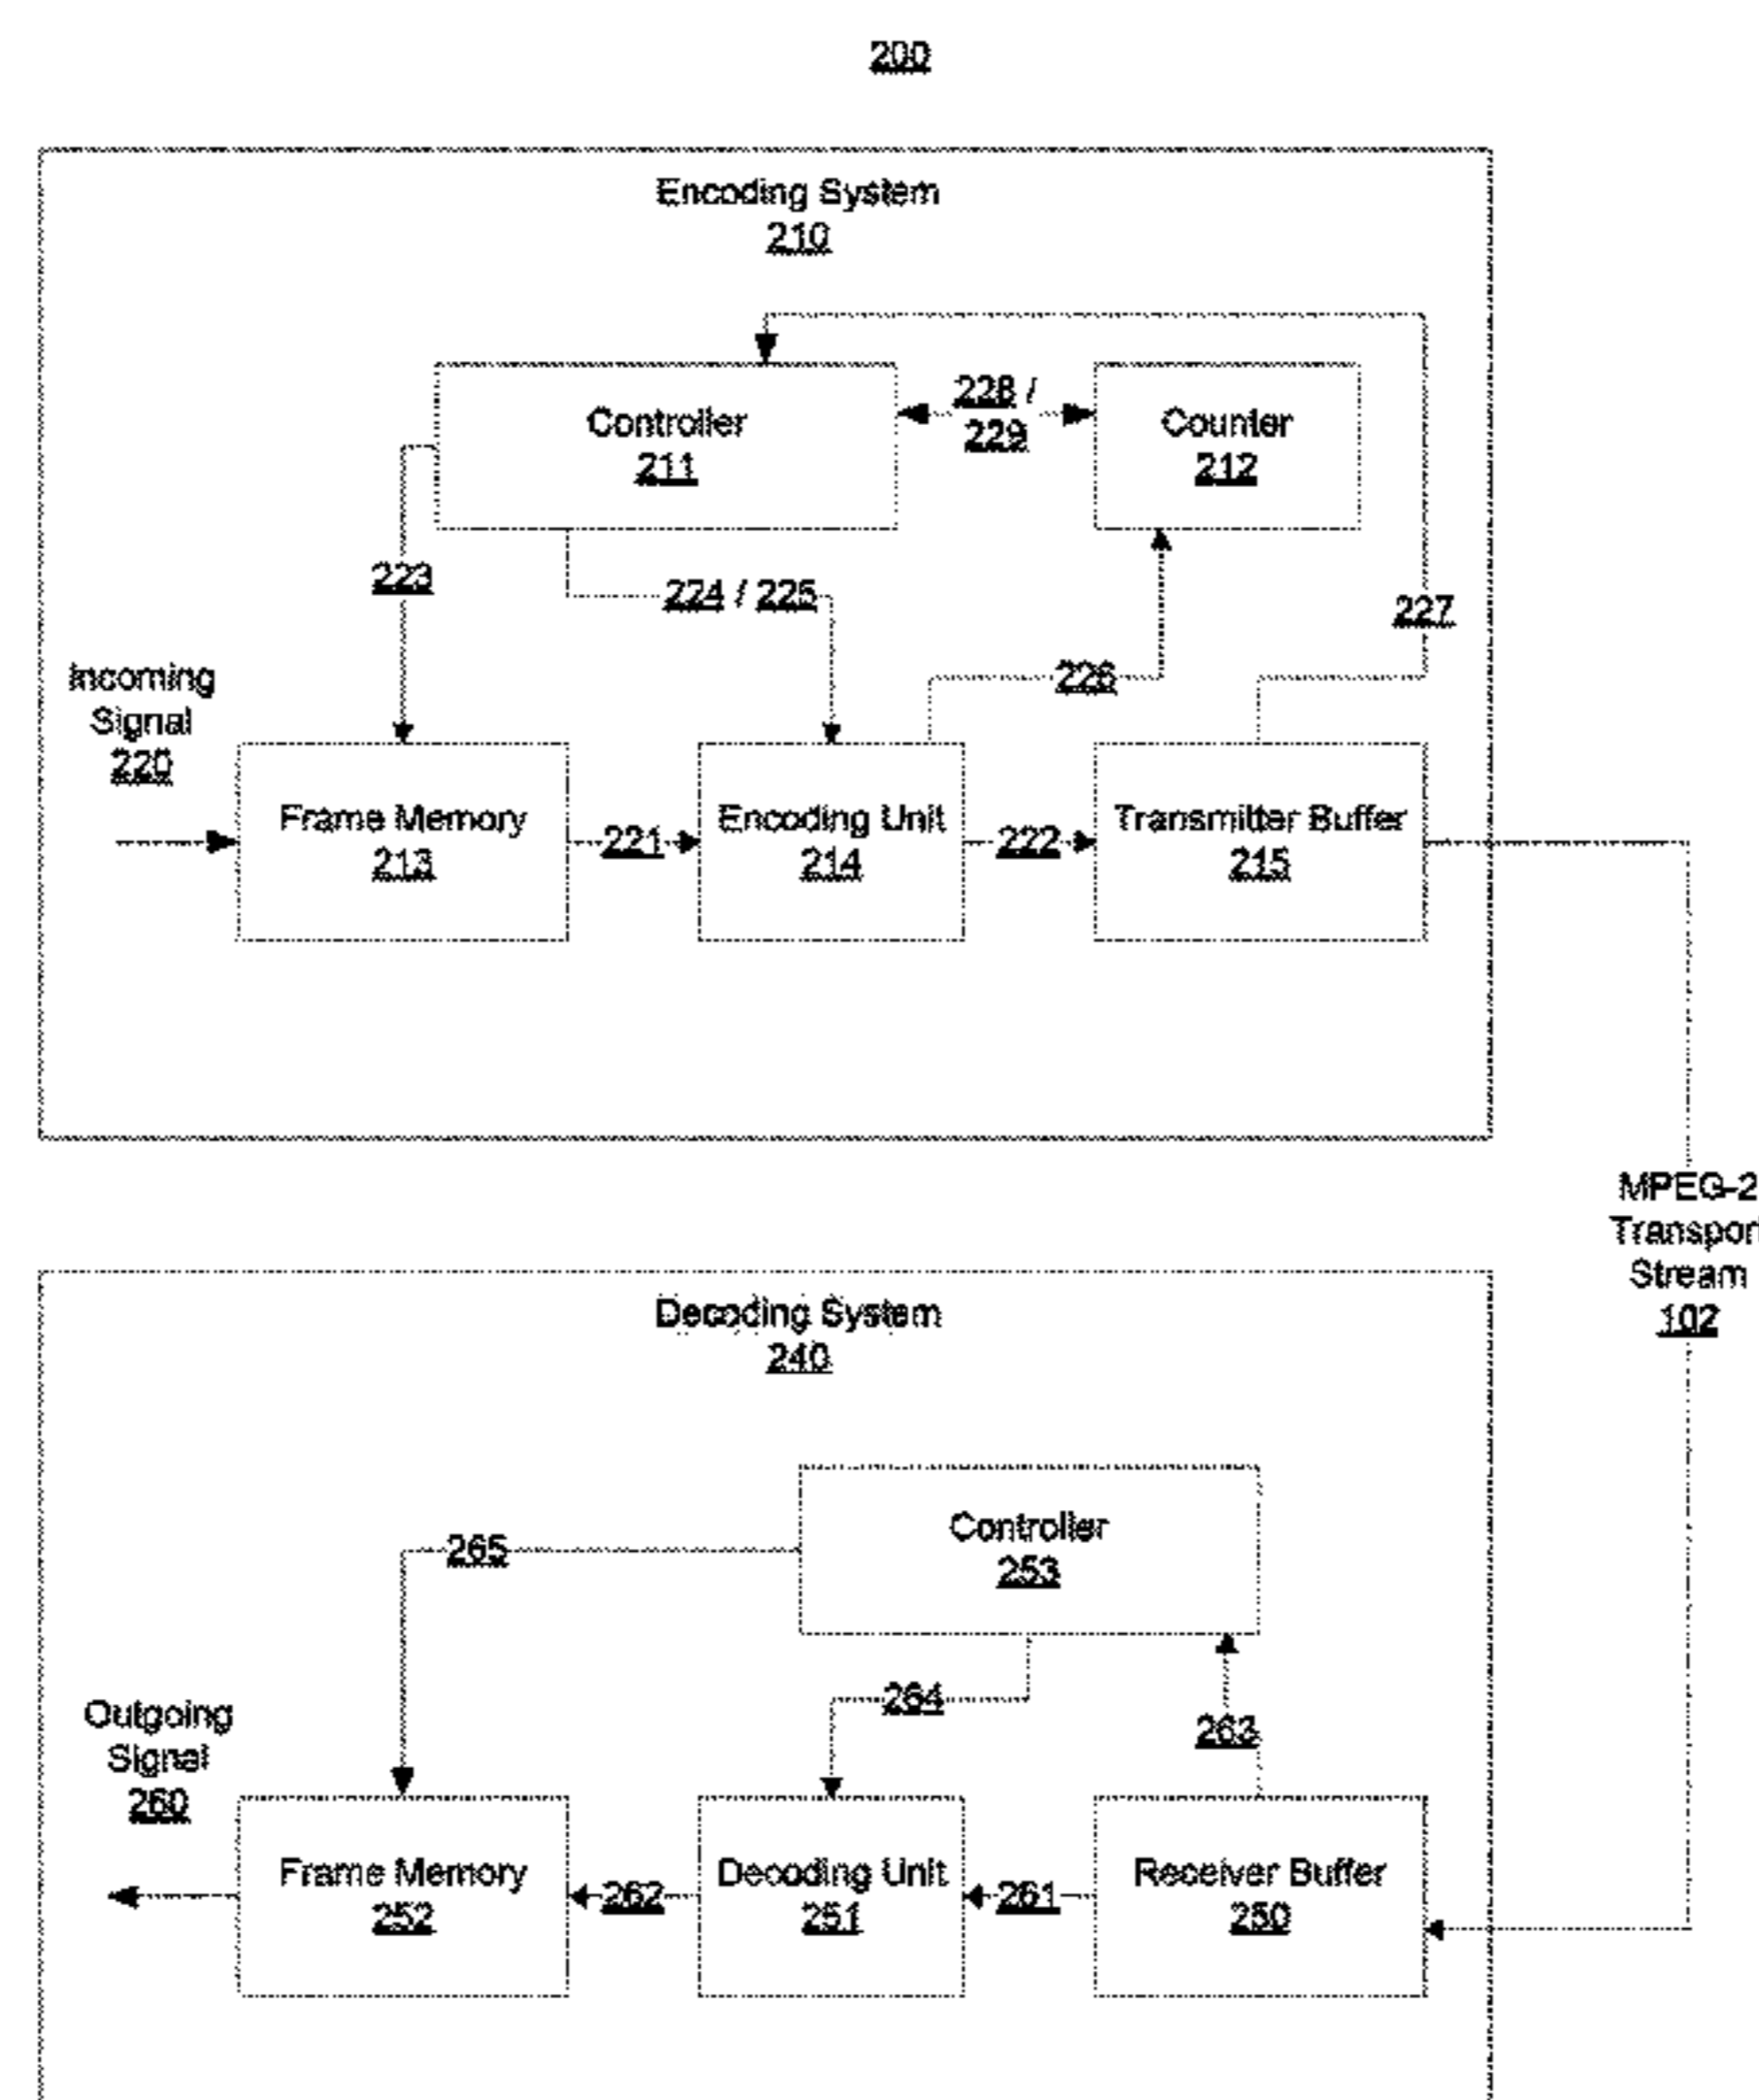 200
Encoding System
210
Controller
211
228 /
229
Counter
212
223
224 / 225
227
226
Incoming
Signal
220
Frame Memory
213
221
Encoding Unit
214
222
Transmitter Buffer
215
MPEG-2
Transport
Stream
102
Decoding System
240
Controller
253
265
264
263
Outgoing
Signal
260
Frame Memory
252
262
Decoding Unit
251
261
Receiver Buffer
250